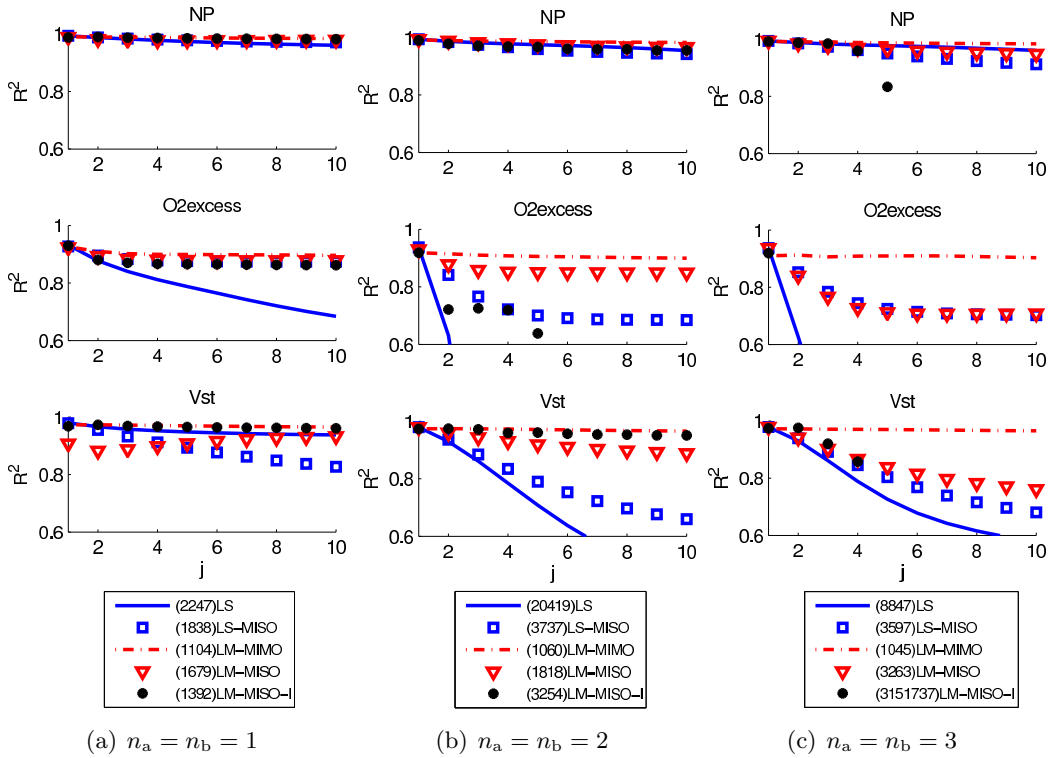 NP
1
0.8
0.6
R²
2 4 6 8 10
O2excess
1
0.8
0.6
R²
2 4 6 8 10
Vst
1
0.8
0.6
R²
2 4 6 8 10
j
(2247)LS
(1838)LS-MISO
(1104)LM-MIMO
(1679)LM-MISO
(1392)LM-MISO-I
(a) nₐ = n_b = 1
NP
1
0.8
0.6
R²
2 4 6 8 10
O2excess
1
0.8
0.6
R²
2 4 6 8 10
Vst
1
0.8
0.6
R²
2 4 6 8 10
j
(20419)LS
(3737)LS-MISO
(1060)LM-MIMO
(1818)LM-MISO
(3254)LM-MISO-I
(b) nₐ = n_b = 2
NP
1
0.8
0.6
R²
2 4 6 8 10
O2excess
1
0.8
0.6
R²
2 4 6 8 10
Vst
1
0.8
0.6
R²
2 4 6 8 10
j
(8847)LS
(3597)LS-MISO
(1045)LM-MIMO
(3263)LM-MISO
(3151737)LM-MISO-I
(c) nₐ = n_b = 3